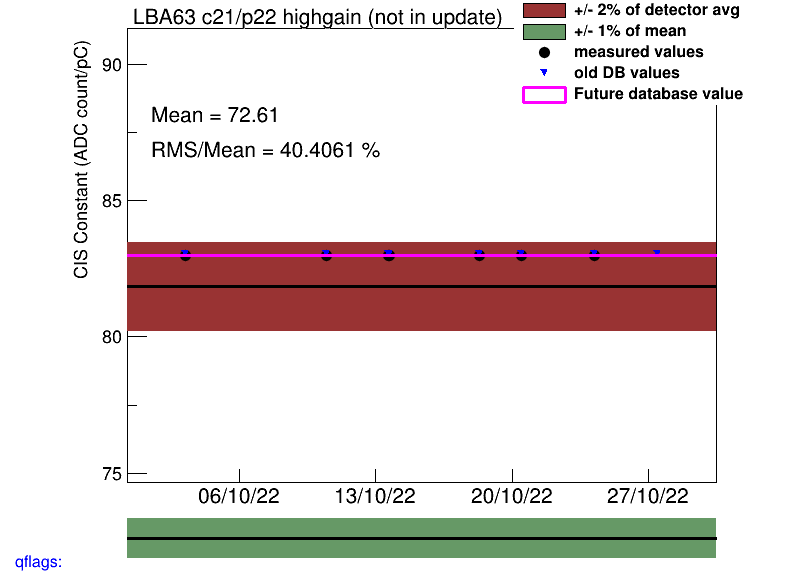 LBA63 c21/p22 highgain (not in update)
+/- 2% of detector avg
+/- 1% of mean
measured values
old DB values
Future database value
CIS Constant (ADC count/pC)
90
Mean = 72.61
RMS/Mean = 40.4061 %
85
80
75
06/10/22 13/10/22 20/10/22 27/10/22
qflags: